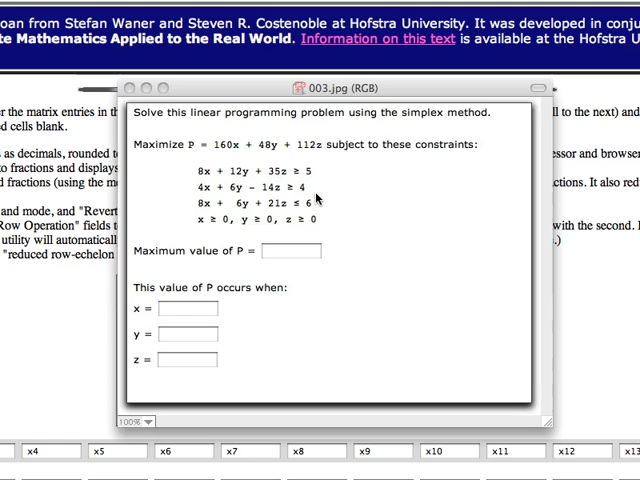 oan from Stefan Waner and Steven R. Costenoble at Hofstra University. It was developed in conju
te Mathematics Applied to the Real World. Information on this text is available at the Hofstra U
003.jpg (RGB)
er the matrix entries in th
ll to the next) and
ed cells blank.
Solve this linear programming problem using the simplex method.
Maximize P = 160x + 48y + 112z subject to these constraints:
s as decimals, rounded to
essor and browser
to fractions and displays
d fractions (using the mo
ctions. It also red
8x + 12y + 35z ≥ 5
4x + 6y - 14z ≥ 4
8x + 6y + 21z ≤ 6
x ≥ 0, y ≥ 0, z ≥ 0
and mode, and "Revert
Row Operation" fields to
with the second. I
utility will automatically
.)
"reduced row-echelon
Maximum value of P =
This value of P occurs when:
x =
y =
z =
100%
x4 x5 x6 x7 x8 x9 x10 x11 x12 x13